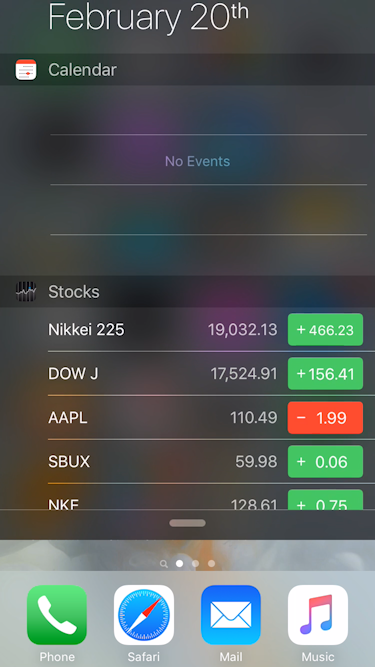 February 20th
Calendar
No Events
Stocks
Nikkei 225 19,032.13 +466.23
DOW J 17,524.91 +156.41
AAPL 110.49 − 1.99
SBUX 59.98 + 0.06
NKE 128.61 + 0.75
Phone Safari Mail Music